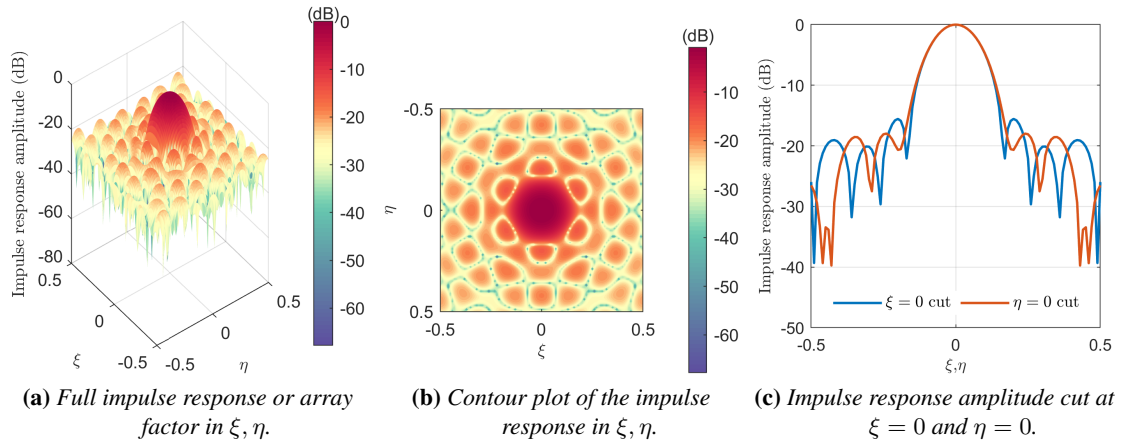 (dB)
0
-10
-20
-30
-40
-50
-60
Impulse response amplitude (dB)
0
-20
-40
-60
-80
0.5
0
-0.5
ξ
-0.5
0
0.5
η
(a) Full impulse response or array
factor in ξ, η.
(dB)
-10
-20
-30
-40
-50
-60
-0.5
0
0.5
η
-0.5
0
0.5
ξ
(b) Contour plot of the impulse
response in ξ, η.
Impulse response amplitude (dB)
0
-10
-20
-30
-40
-50
ξ = 0 cut
η = 0 cut
-0.5
0
0.5
ξ,η
(c) Impulse response amplitude cut at
ξ = 0 and η = 0.